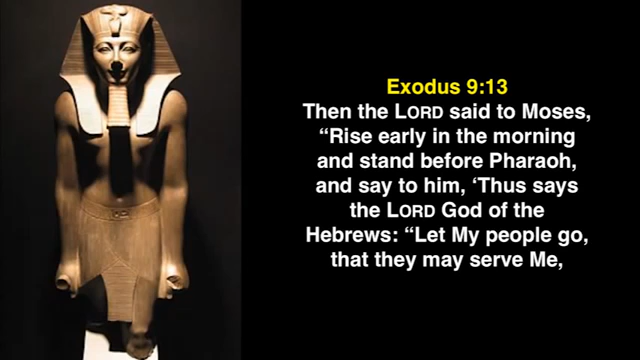 Exodus 9:13
Then the LORD said to Moses,
“Rise early in the morning
and stand before Pharaoh,
and say to him, ‘Thus says
the LORD God of the
Hebrews: “Let My people go,
that they may serve Me,